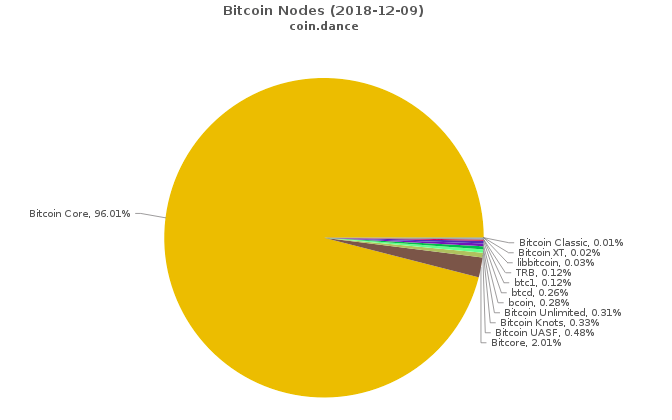 Bitcoin Nodes (2018-12-09)
coin.dance
Bitcoin Core, 96.01%
Bitcoin Classic, 0.01%
Bitcoin XT, 0.02%
libbitcoin, 0.03%
TRB, 0.12%
btc1, 0.12%
btcd, 0.26%
bcoin, 0.28%
Bitcoin Unlimited, 0.31%
Bitcoin Knots, 0.33%
Bitcoin UASF, 0.48%
Bitcore, 2.01%